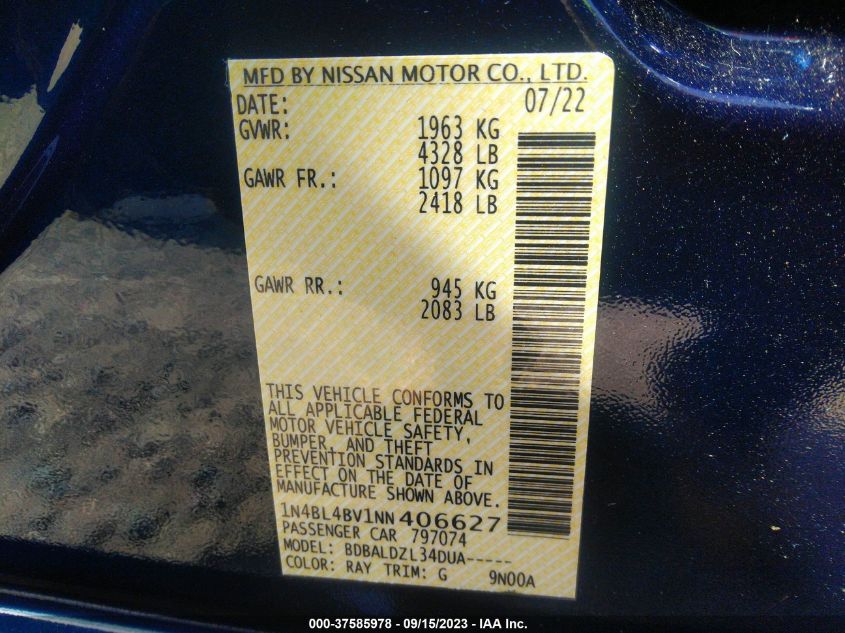 MFD BY NISSAN MOTOR CO., LTD.
DATE: 07/22
GVWR: 1963 KG
4328 LB
GAWR FR.: 1097 KG
2418 LB
GAWR RR.: 945 KG
2083 LB
THIS VEHICLE CONFORMS TO
ALL APPLICABLE FEDERAL
MOTOR VEHICLE SAFETY,
BUMPER, AND THEFT
PREVENTION STANDARDS IN
EFFECT ON THE DATE OF
MANUFACTURE SHOWN ABOVE.
1N4BL4BV1NN406627
PASSENGER CAR 797074
MODEL: BDBALDZL34DUA-----
COLOR: RAY TRIM: G 9N00A
000-37585978 - 09/15/2023 - IAA Inc.